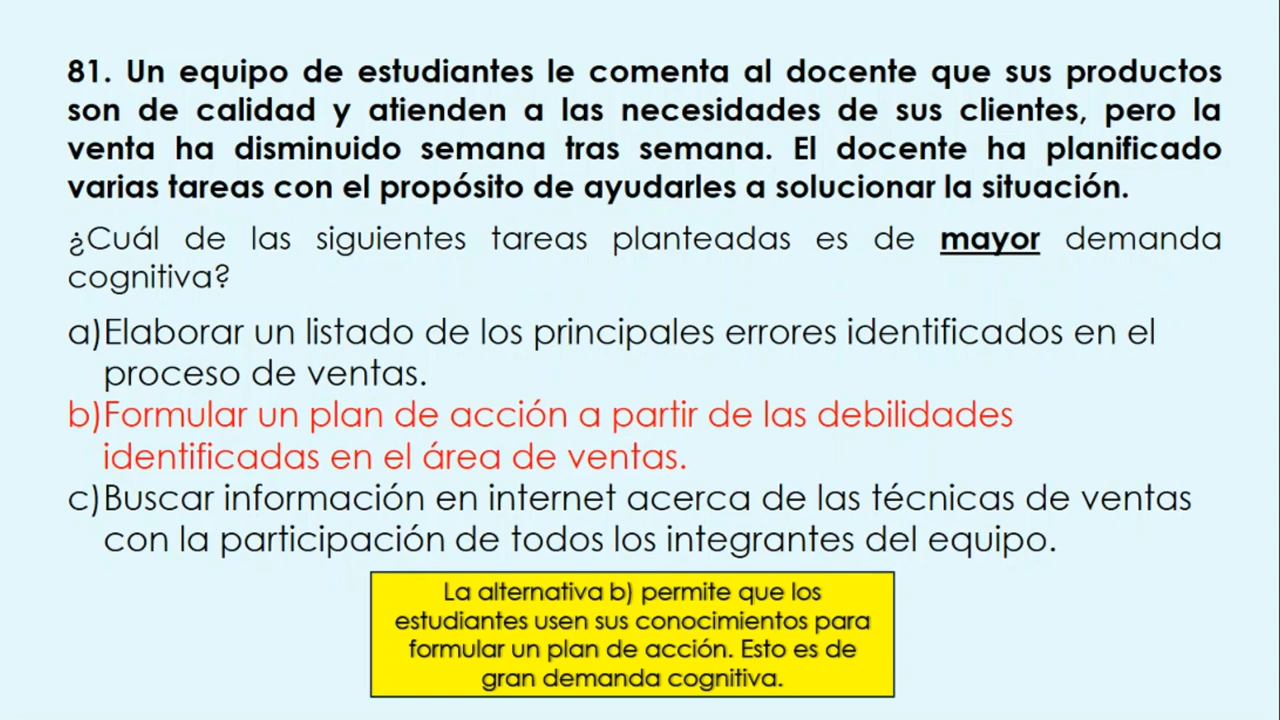 81. Un equipo de estudiantes le comenta al docente que sus productos
son de calidad y atienden a las necesidades de sus clientes, pero la
venta ha disminuido semana tras semana. El docente ha planificado
varias tareas con el propósito de ayudarles a solucionar la situación.
¿Cuál de las siguientes tareas planteadas es de mayor demanda
cognitiva?
a)Elaborar un listado de los principales errores identificados en el
proceso de ventas.
b)Formular un plan de acción a partir de las debilidades
identificadas en el área de ventas.
c)Buscar información en internet acerca de las técnicas de ventas
con la participación de todos los integrantes del equipo.
La alternativa b) permite que los
estudiantes usen sus conocimientos para
formular un plan de acción. Esto es de
gran demanda cognitiva.